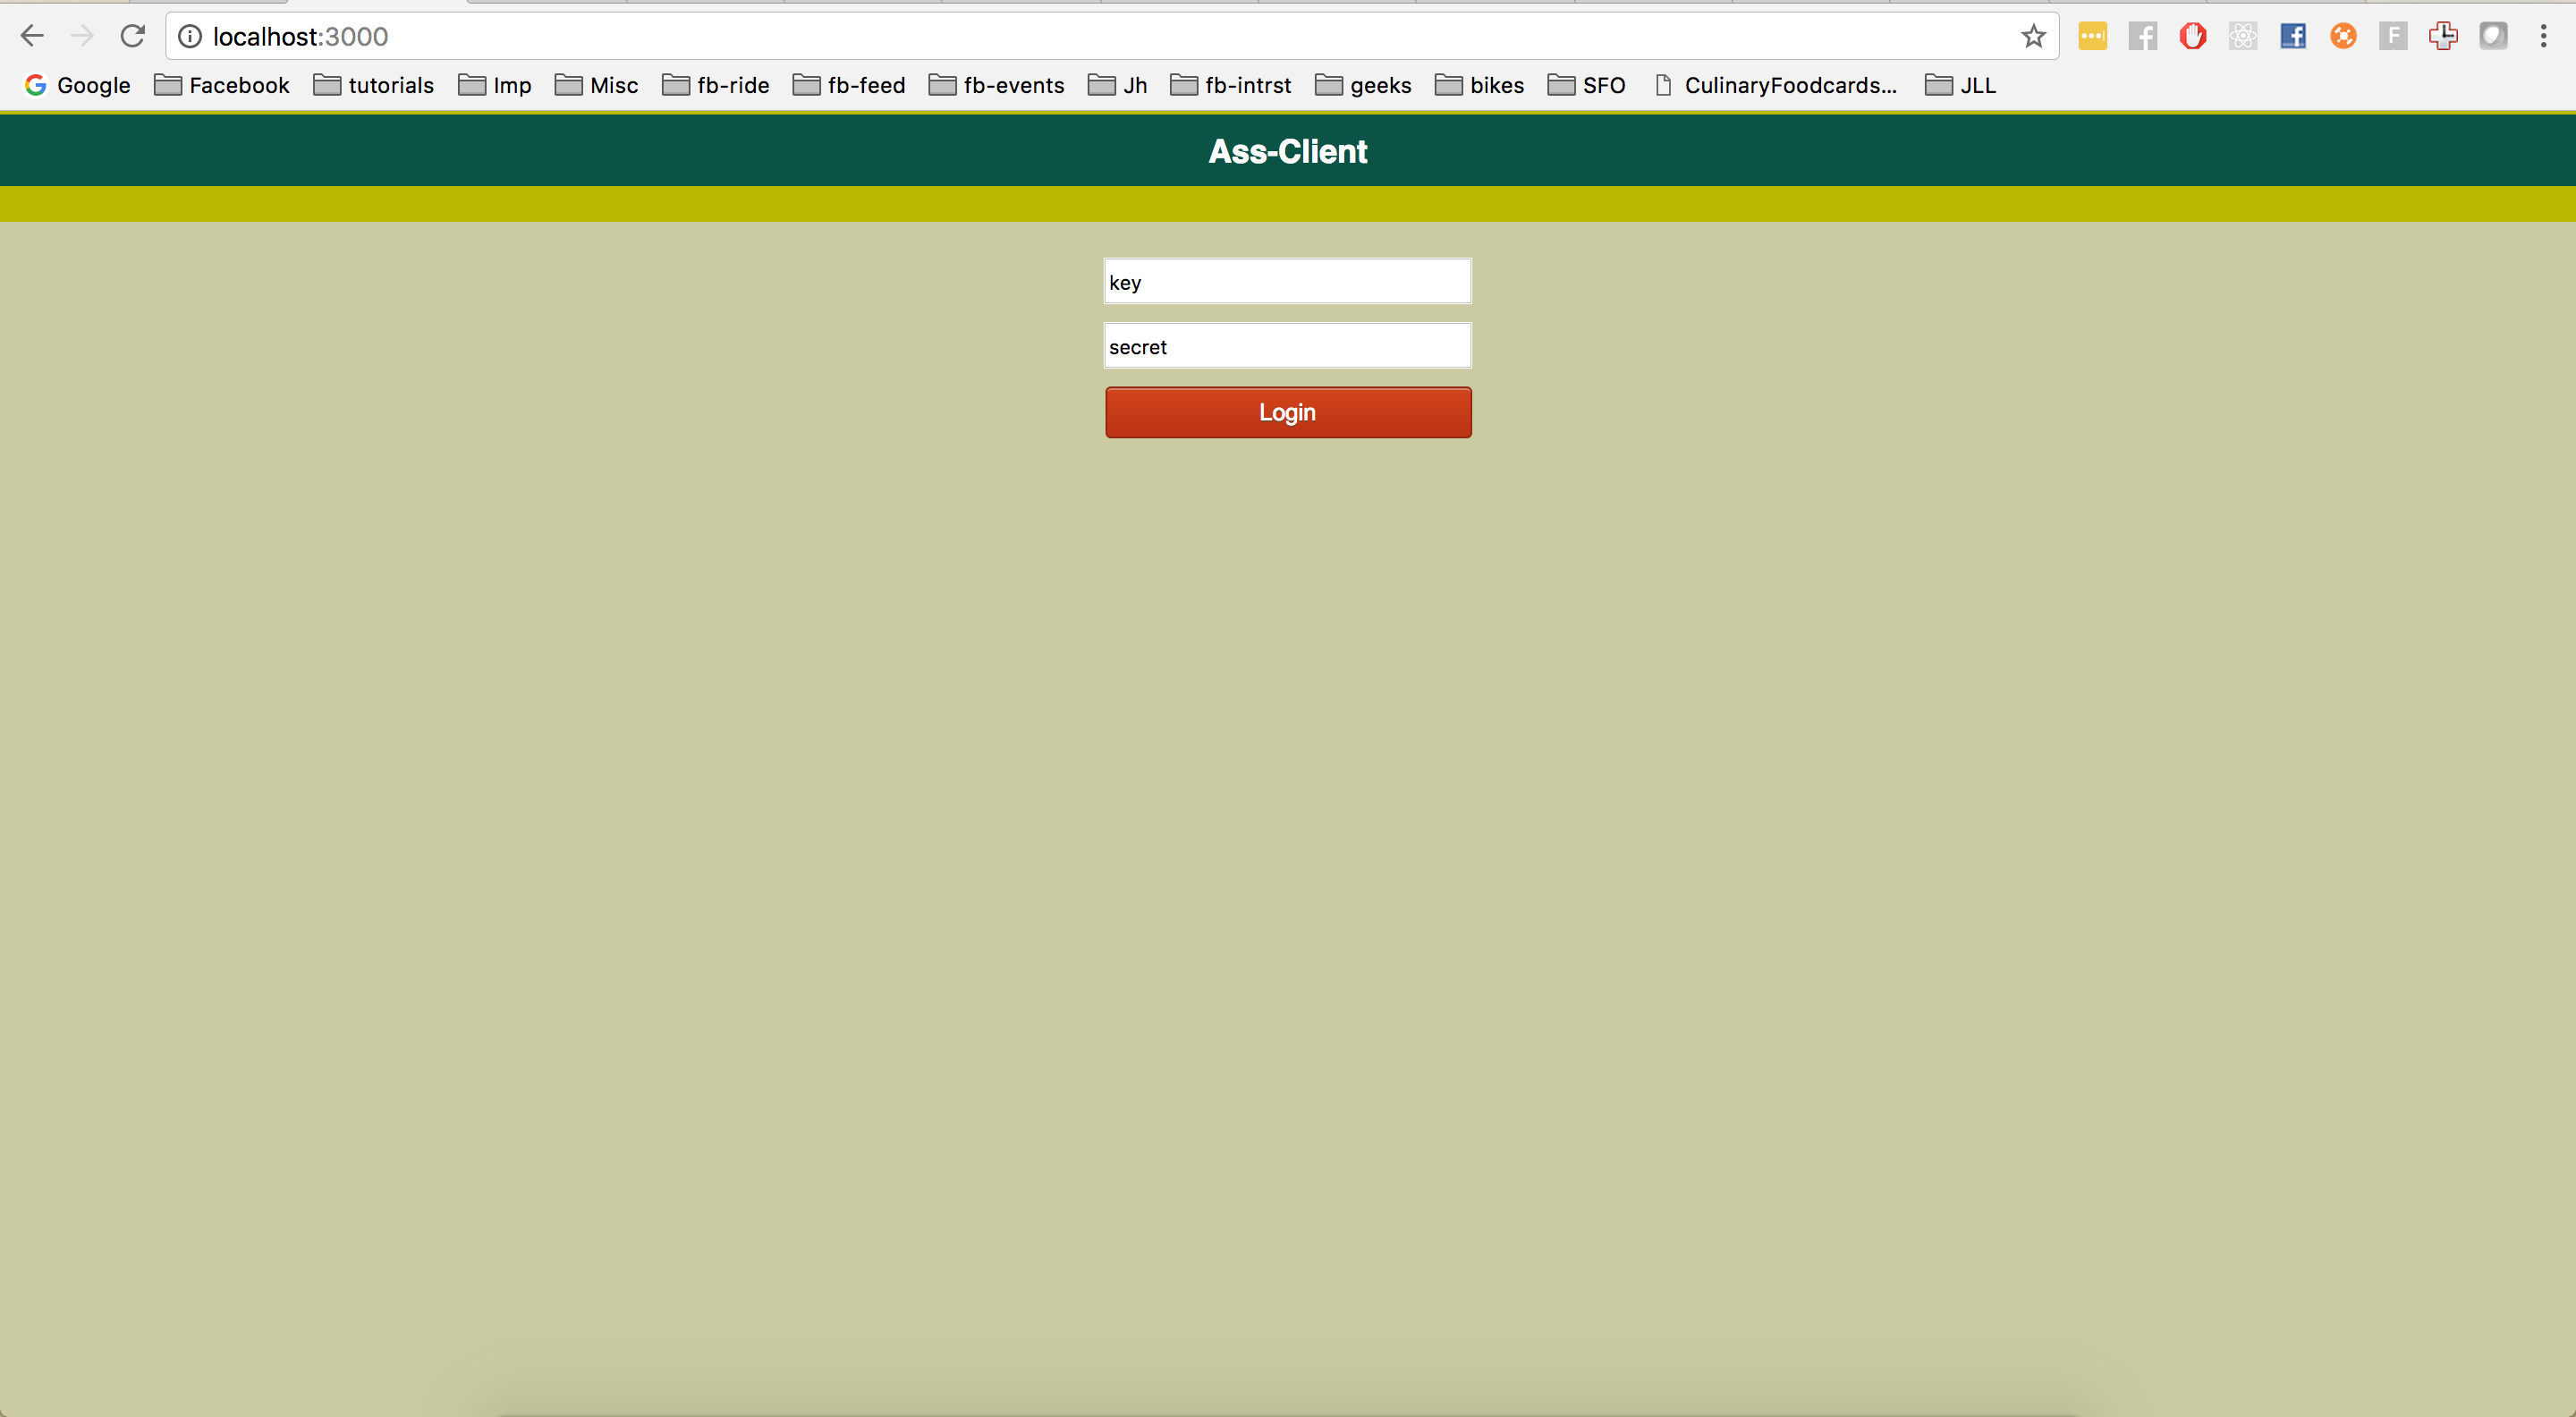 localhost:3000
Google Facebook tutorials Imp Misc fb-ride fb-feed fb-events Jh fb-intrst geeks bikes SFO CulinaryFoodcards... JLL
Ass-Client
key
secret
Login